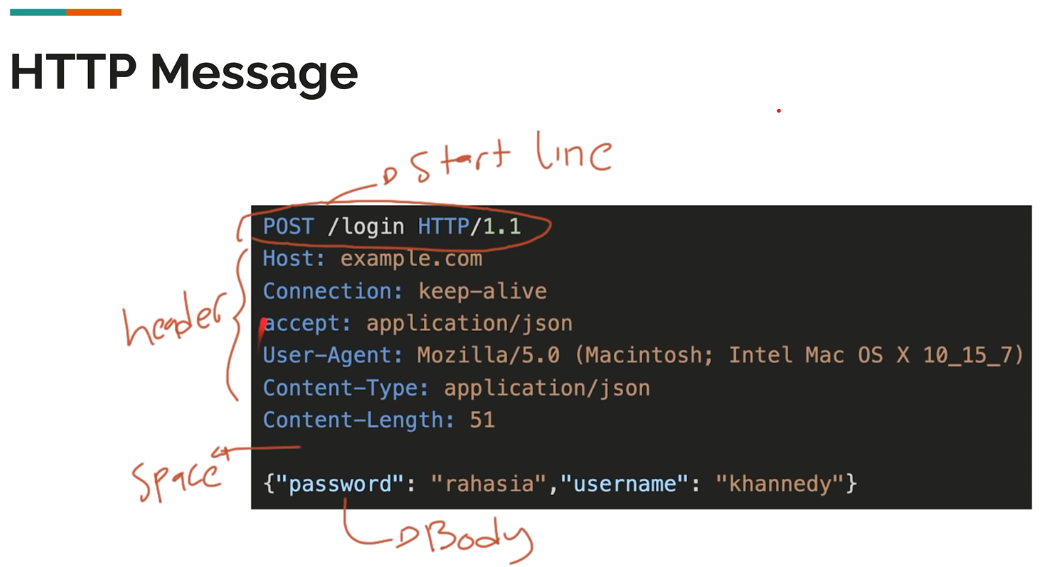 HTTP Message
Start line
POST /login HTTP/1.1
Host: example.com
Connection: keep-alive
header
accept: application/json
User-Agent: Mozilla/5.0 (Macintosh; Intel Mac OS X 10_15_7)
Content-Type: application/json
Content-Length: 51
Space
{"password": "rahasia","username": "khannedy"}
Body